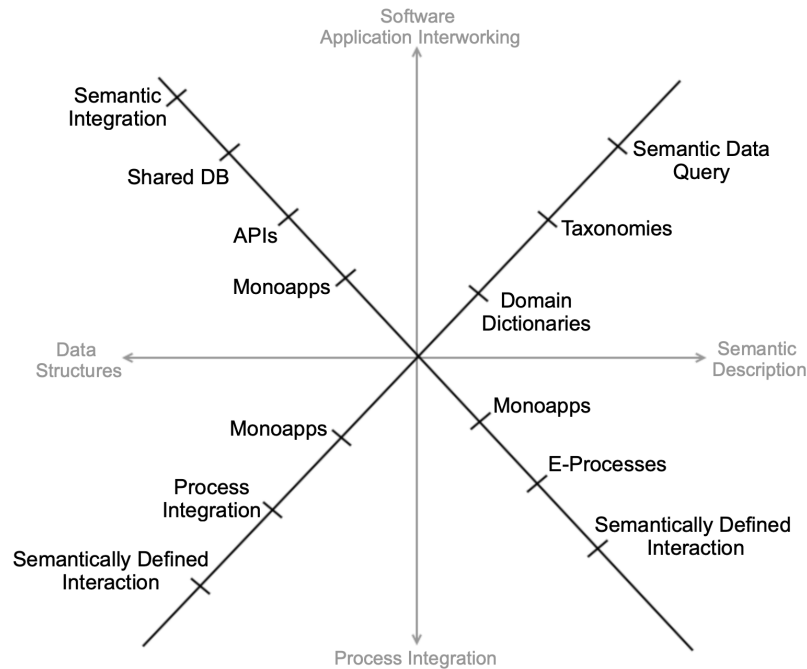 Software
Application Interworking
Semantic
Integration
Shared DB
APIs
Monoapps
Semantic Data
Query
Taxonomies
Domain
Dictionaries
Data
Structures
Semantic
Description
Monoapps
Process
Integration
Semantically Defined
Interaction
Monoapps
E-Processes
Semantically Defined
Interaction
Process Integration